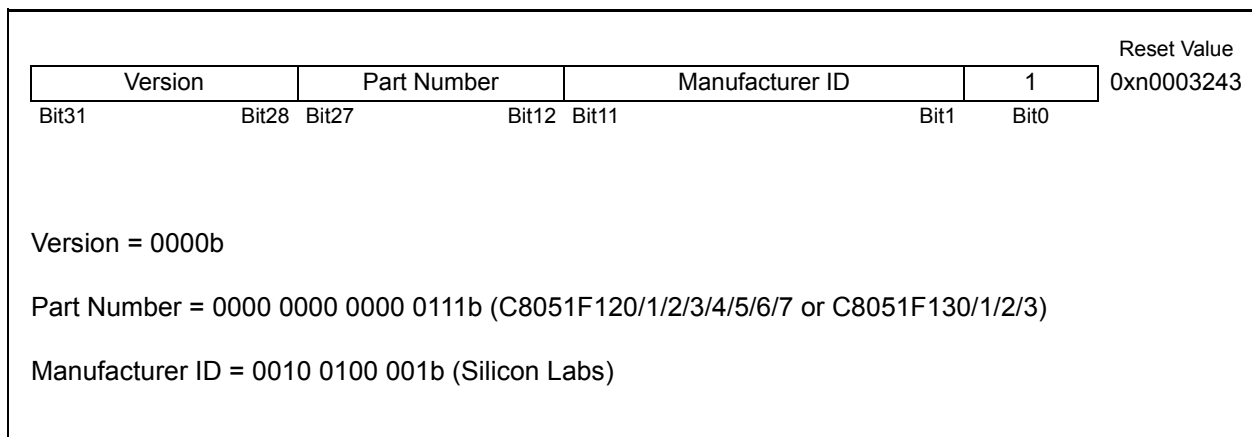 Reset Value
Version Part Number Manufacturer ID 1 0xn0003243
Bit31 Bit28 Bit27 Bit12 Bit11 Bit1 Bit0
Version = 0000b
Part Number = 0000 0000 0000 0111b (C8051F120/1/2/3/4/5/6/7 or C8051F130/1/2/3)
Manufacturer ID = 0010 0100 001b (Silicon Labs)